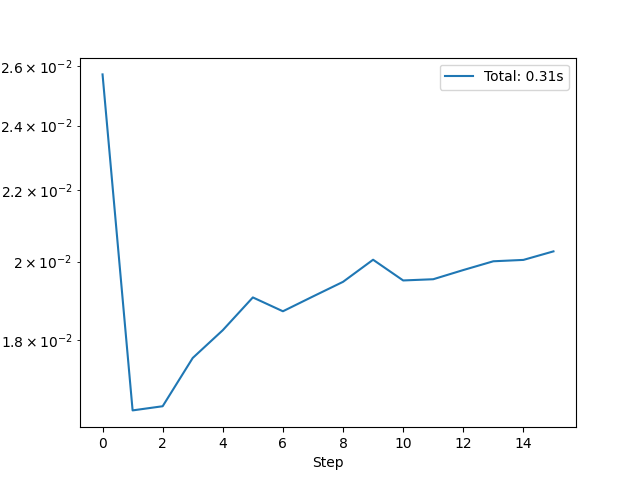 Total: 0.31s
2.6 × 10⁻²
2.4 × 10⁻²
2.2 × 10⁻²
2 × 10⁻²
1.8 × 10⁻²
0 2 4 6 8 10 12 14
Step